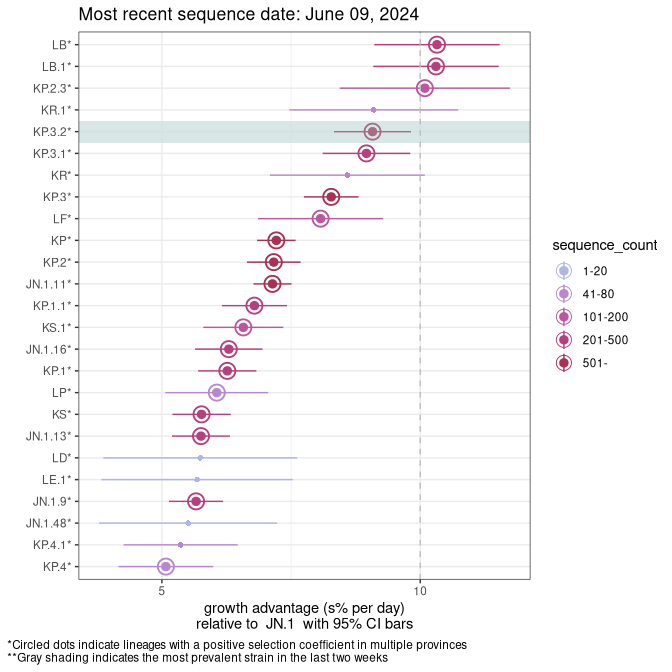 Most recent sequence date: June 09, 2024
LB*
LB.1*
KP.2.3*
KR.1*
KP.3.2*
KP.3.1*
KR*
KP.3*
LF*
KP*
KP.2*
JN.1.11*
KP.1.1*
KS.1*
JN.1.16*
KP.1*
LP*
KS*
JN.1.13*
LD*
LE.1*
JN.1.9*
JN.1.48*
KP.4.1*
KP.4*
5 10
growth advantage (s% per day)
relative to JN.1 with 95% CI bars
sequence_count
1-20
41-80
101-200
201-500
501-
*Circled dots indicate lineages with a positive selection coefficient in multiple provinces
**Gray shading indicates the most prevalent strain in the last two weeks